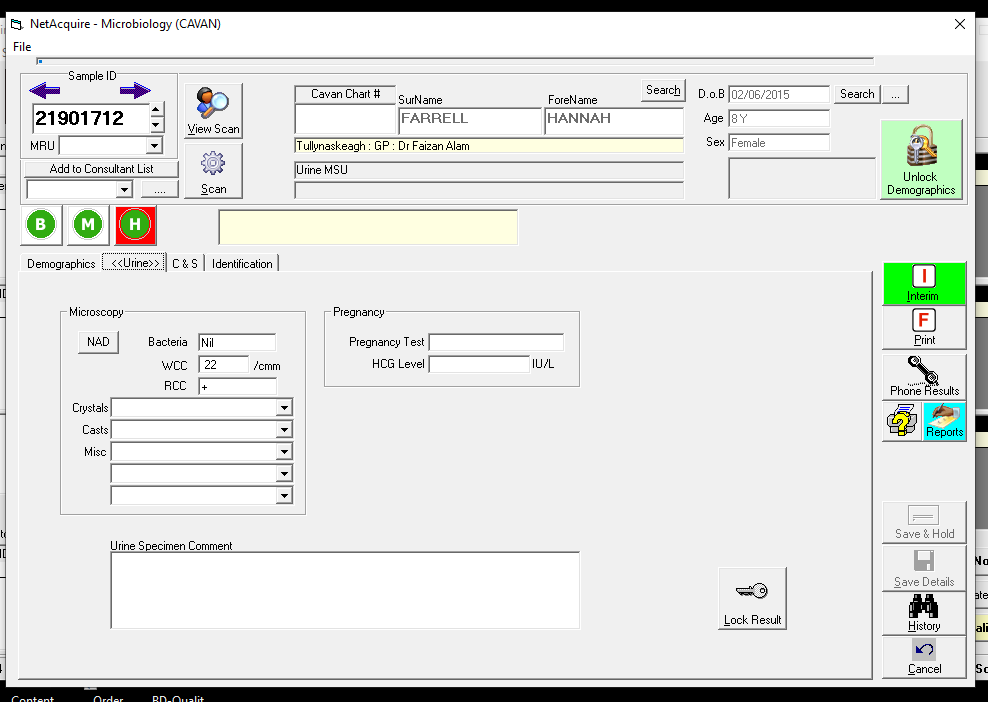 NetAcquire - Microbiology (CAVAN)
File
Sample ID
21901712
MRU
Add to Consultant List
....
View Scan
Scan
Cavan Chart #
SurName
ForeName
Search
FARRELL
HANNAH
Tullynaskeagh : GP : Dr Faizan Alam
Urine MSU
D.o.B 02/06/2015 Search ...
Age 8Y
Sex Female
Unlock
Demographics
B M H
Demographics <<Urine>> C & S Identification
Microscopy
NAD
Bacteria Nil
WCC 22 /cmm
RCC +
Crystals
Casts
Misc
Pregnancy
Pregnancy Test
HCG Level IU/L
Urine Specimen Comment
Lock Result
I
Interim
F
Print
Phone Results
Reports
Save & Hold
Save Details
History
Cancel
Content Order BD-Qualit